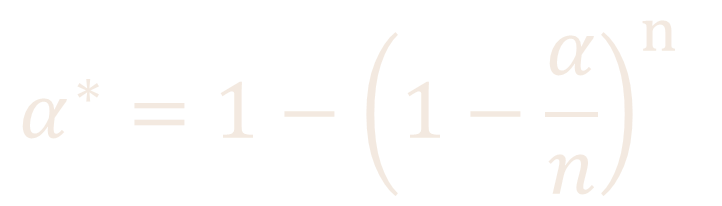 α* = 1 − (1 − α/n)ⁿ